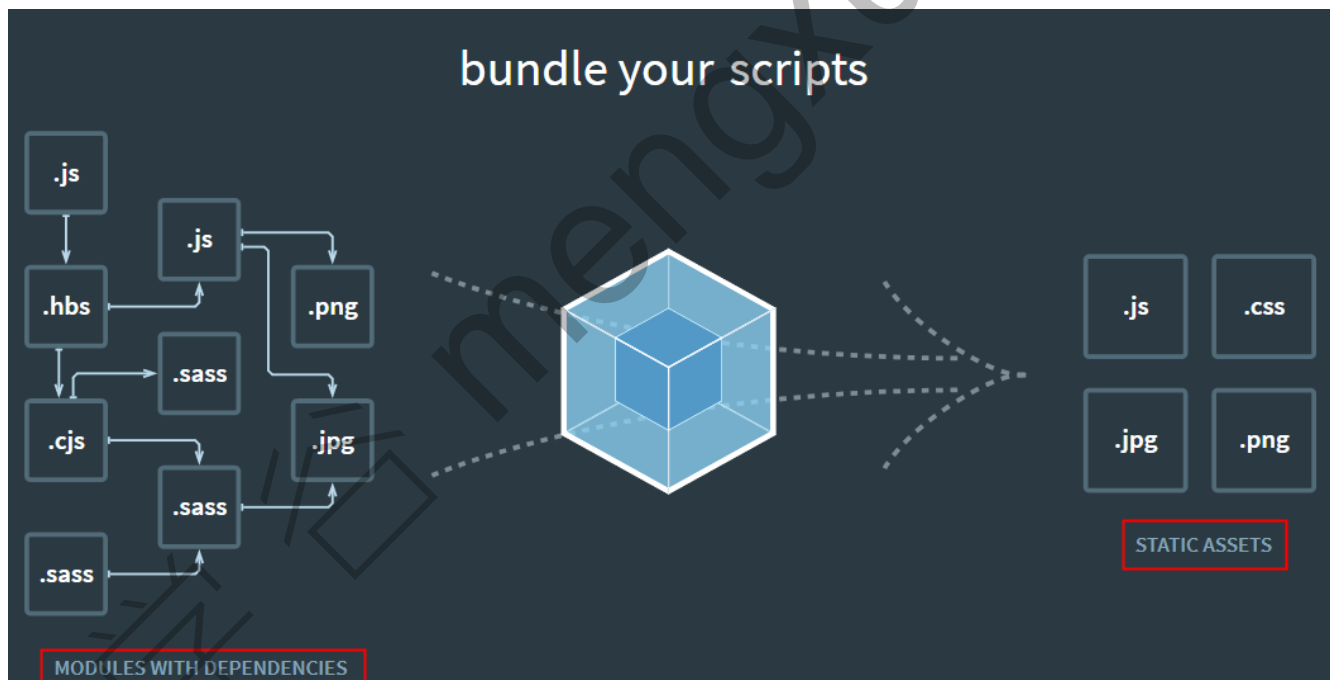 bundle your scripts
.js
.js
.hbs
.png
.sass
.cjs
.jpg
.sass
.sass
MODULES WITH DEPENDENCIES
.js
.css
.jpg
.png
STATIC ASSETS